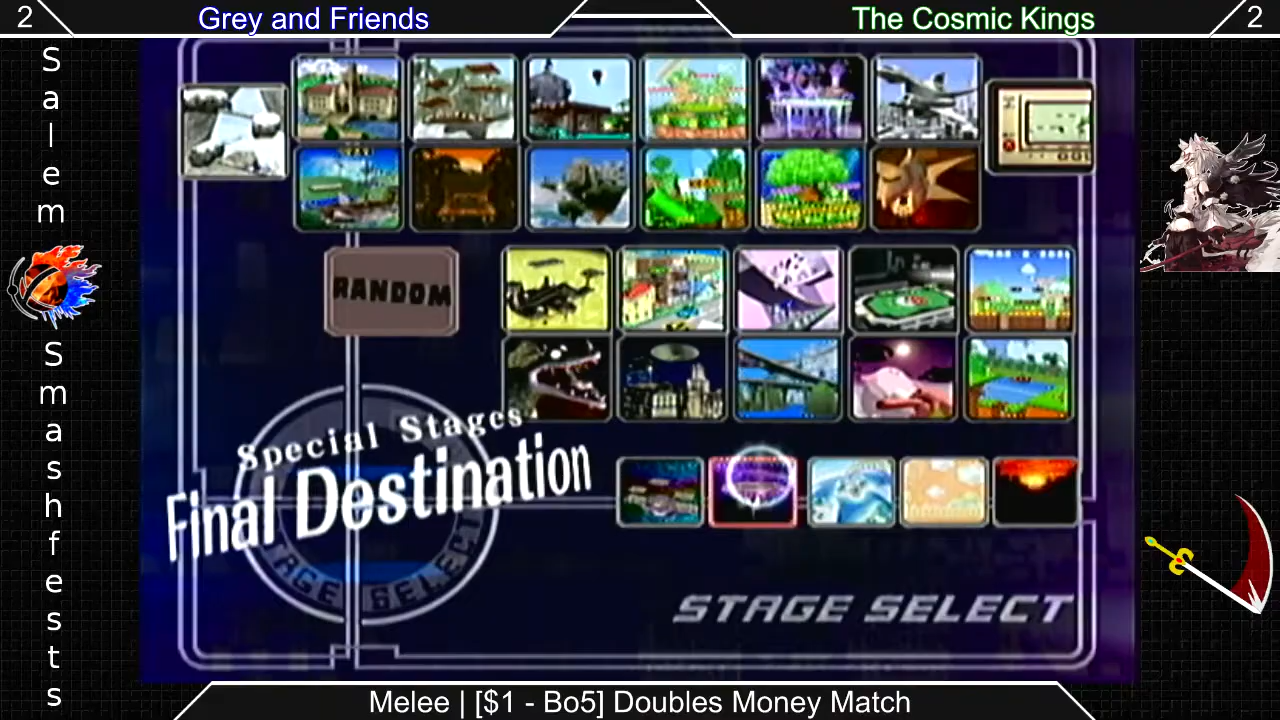 2
Grey and Friends
The Cosmic Kings
2
Salem
Smashfests
RANDOM
Special Stages
Final Destination
STAGE SELECT
Melee | [$1 - Bo5] Doubles Money Match